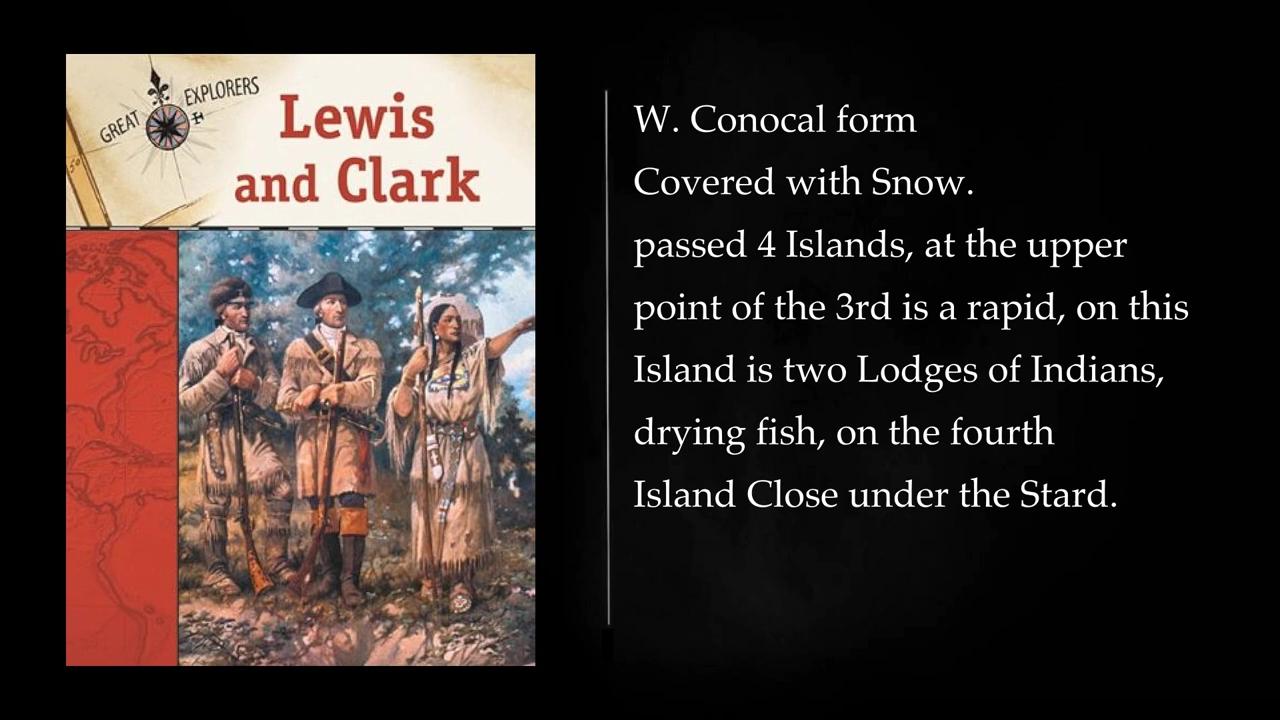 GREAT EXPLORERS
Lewis
and Clark
50
W. Conocal form
Covered with Snow.
passed 4 Islands, at the upper
point of the 3rd is a rapid, on this
Island is two Lodges of Indians,
drying fish, on the fourth
Island Close under the Stard.